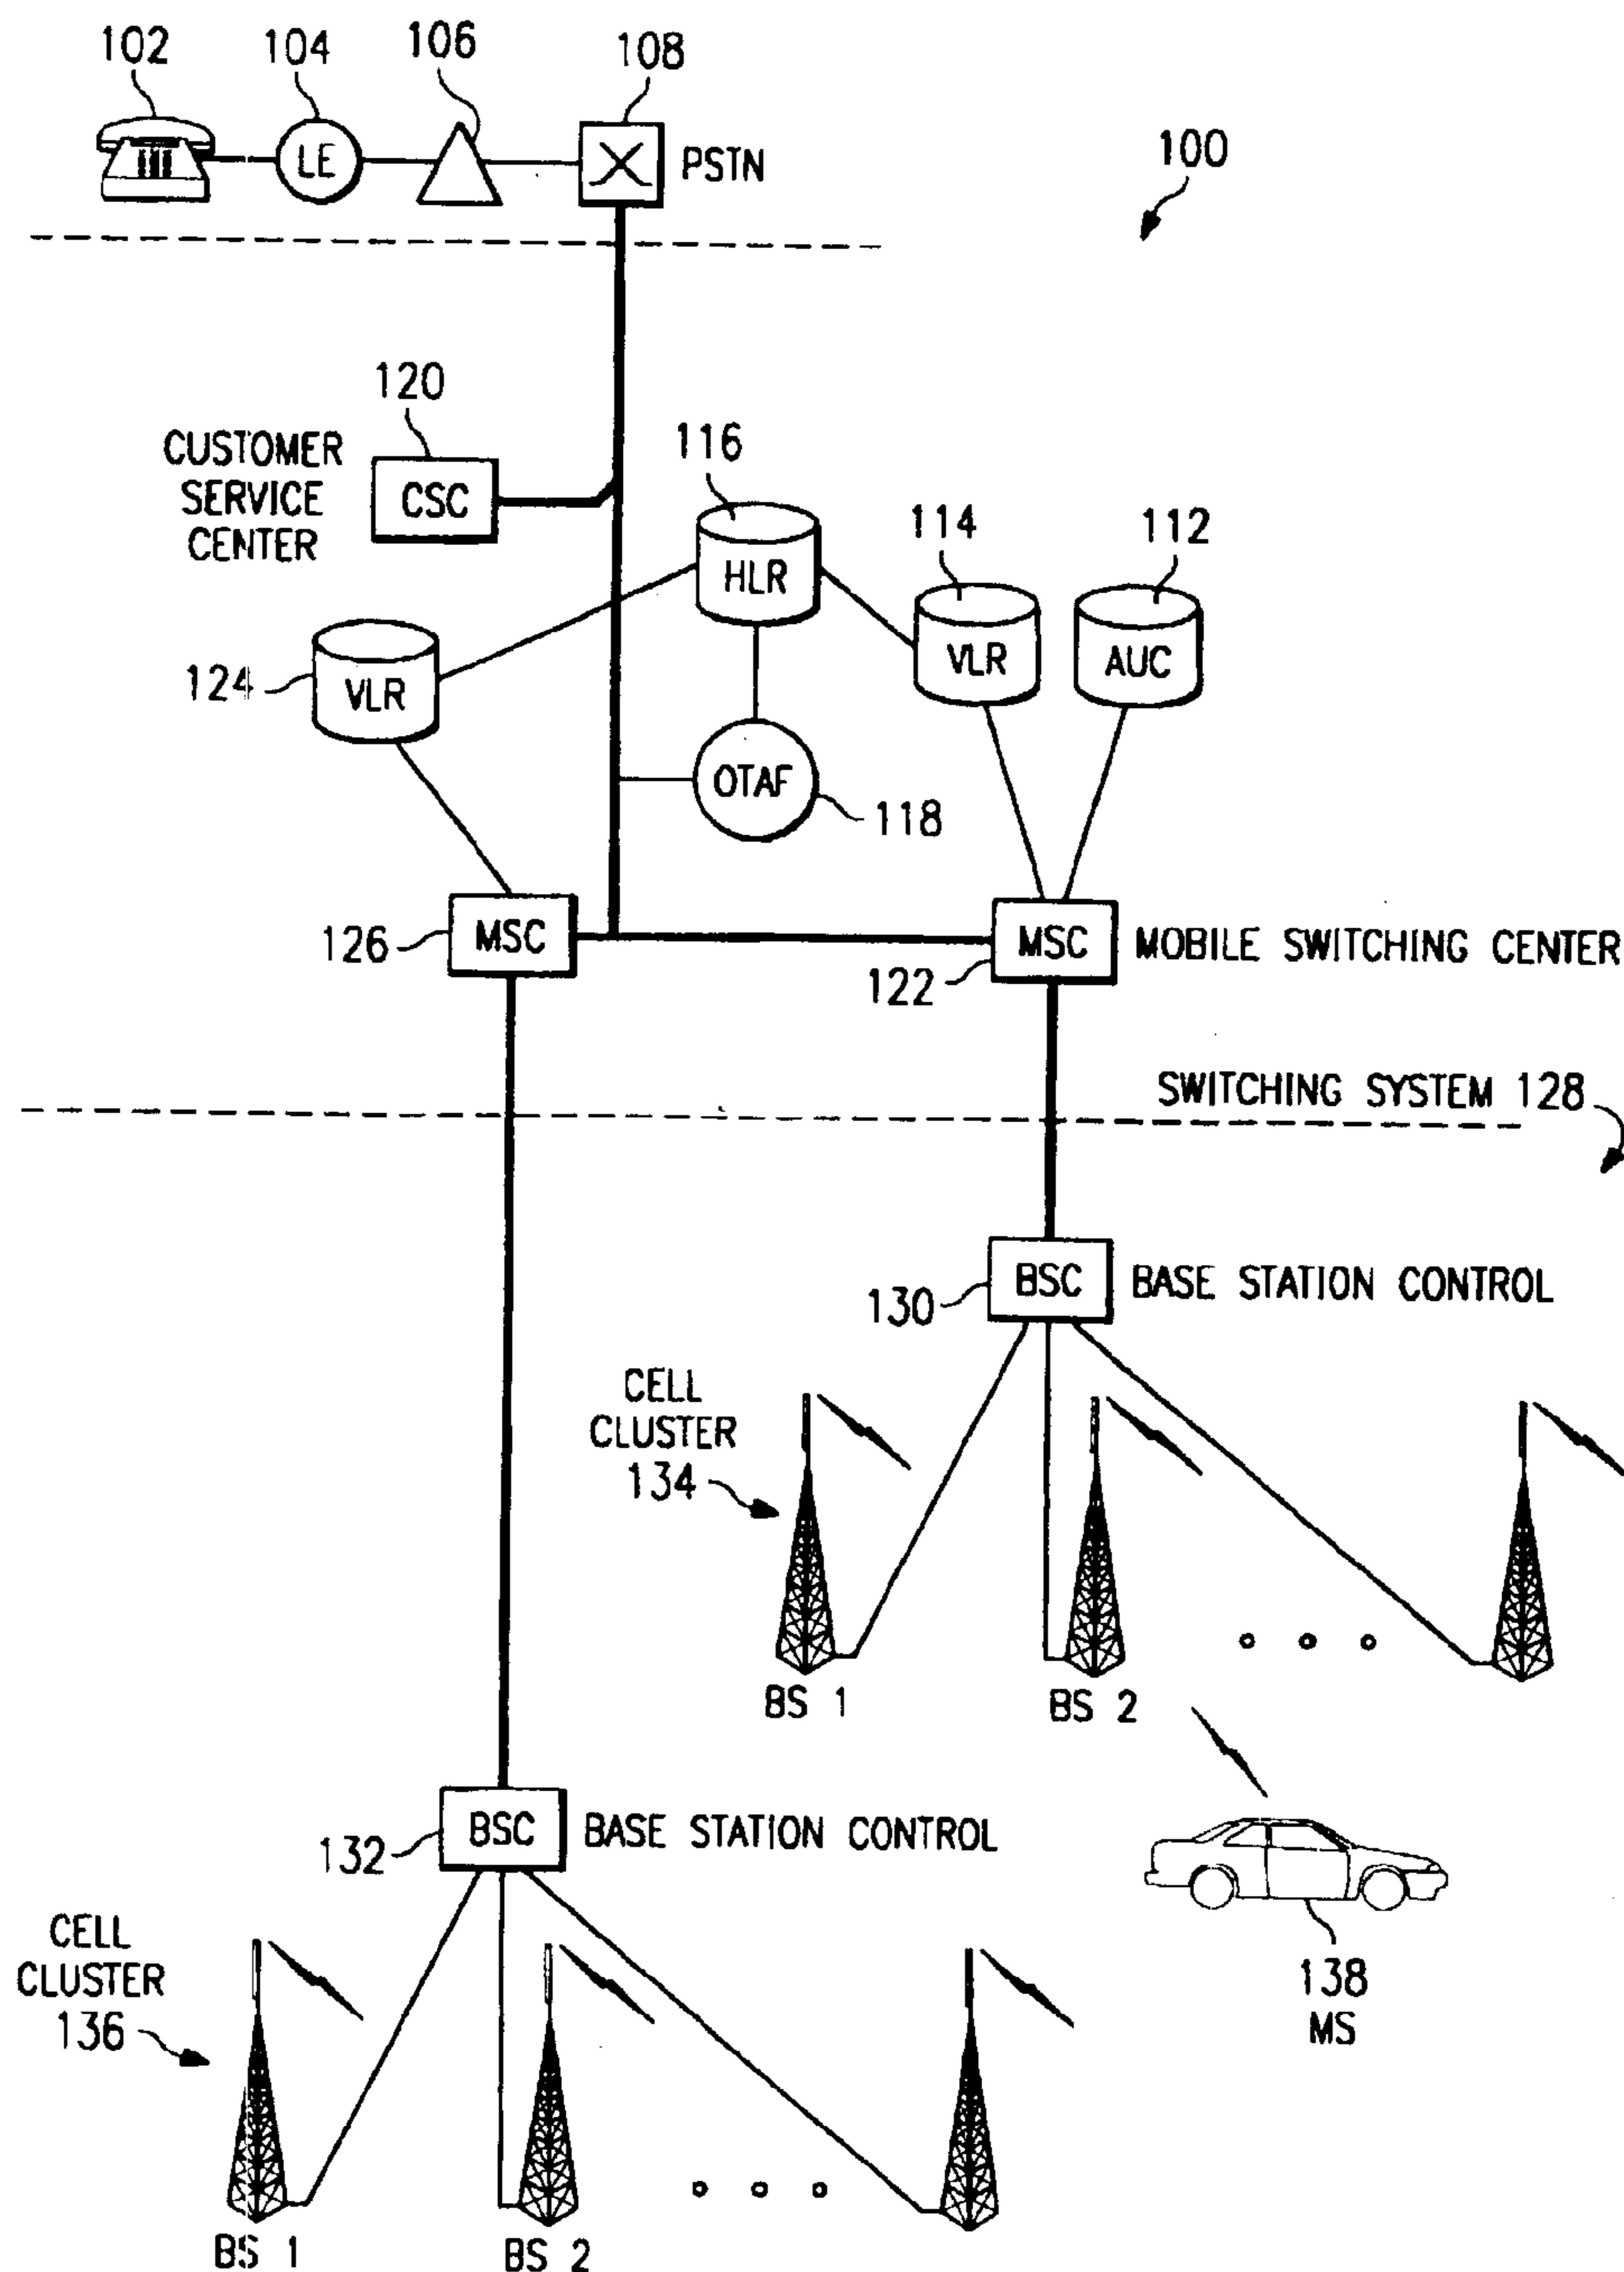 102
104
106
108
LE
PSTN
100
120
CUSTOMER
SERVICE
CENTER
CSC
116
HLR
114
VLR
112
AUC
124
VLR
OTAF
118
126
MSC
MSC
122
MOBILE SWITCHING CENTER
SWITCHING SYSTEM 128
BSC
130
BASE STATION CONTROL
CELL
CLUSTER
134
BS 1
BS 2
BSC
132
BASE STATION CONTROL
CELL
CLUSTER
136
138
MS
BS 1
BS 2